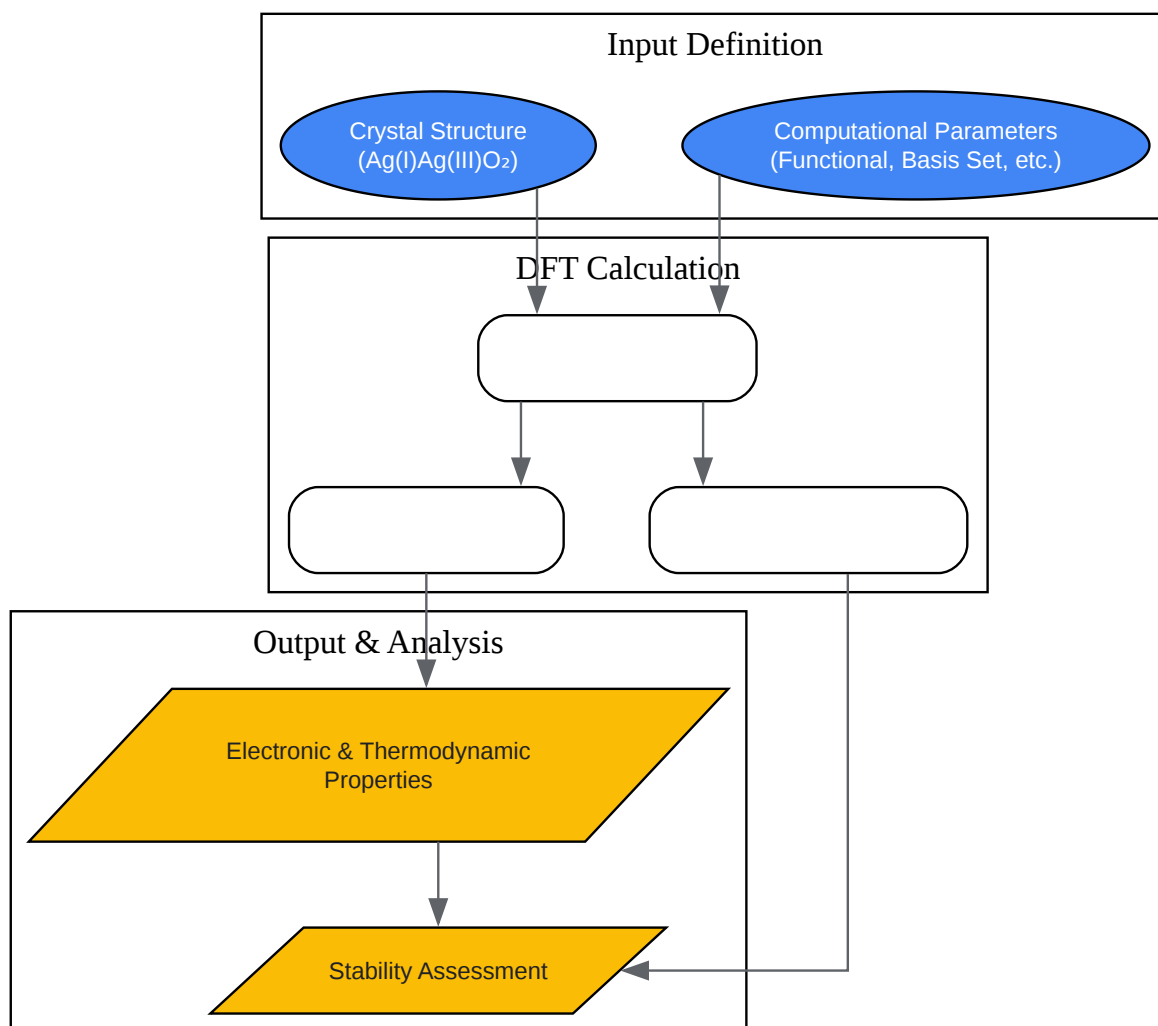 Input Definition
Crystal Structure
(Ag(I)Ag(III)O₂)
Computational Parameters
(Functional, Basis Set, etc.)
DFT Calculation
Output & Analysis
Electronic & Thermodynamic
Properties
Stability Assessment